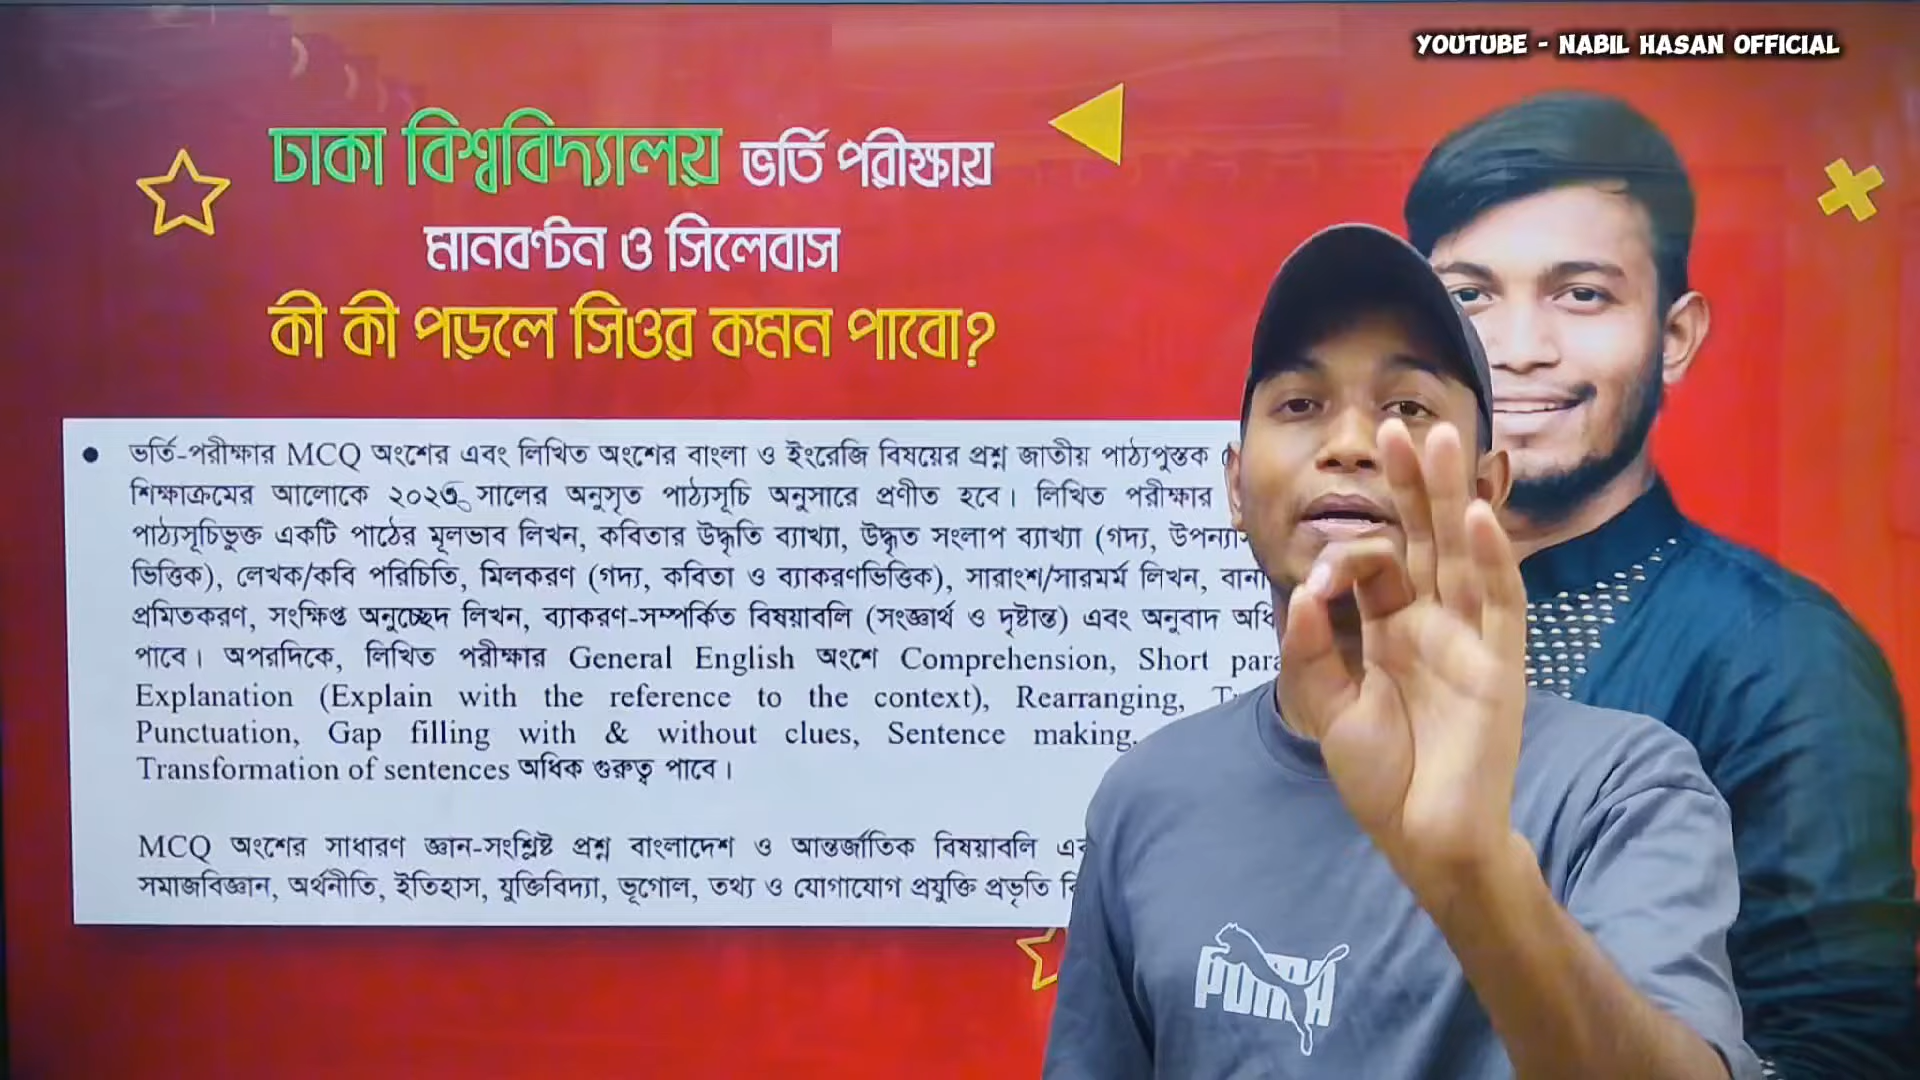 YOUTUBE - NABIL HASAN OFFICIAL
ঢাকা বিশ্ববিদ্যালয় ভর্তি পরীক্ষায়
মানবণ্টন ও সিলেবাস
কী কী পড়লে সিওর কমন পাবো?
● ভর্তি-পরীক্ষার MCQ অংশের এবং লিখিত অংশের বাংলা ও ইংরেজি বিষয়ের প্রশ্ন জাতীয় পাঠ্যপুস্তক
শিক্ষাক্রমের আলোকে সালের অনুসৃত পাঠ্যসূচি অনুসারে প্রণীত হবে। লিখিত পরীক্ষার
পাঠ্যসূচিভুক্ত একটি পাঠের মূলভাব লিখন, কবিতার উদ্ধৃতি ব্যাখ্যা, উদ্ধৃত সংলাপ ব্যাখ্যা (গদ্য,
ভিত্তিক), লেখক/কবি পরিচিতি, মিলকরণ (গদ্য, কবিতা ও ব্যাকরণভিত্তিক), সারাংশ/সারমর্ম লিখন,
প্রমিতকরণ, সংক্ষিপ্ত অনুচ্ছেদ লিখন, ব্যাকরণ-সম্পর্কিত বিষয়াবলি (সংজ্ঞার্থ ও দৃষ্টান্ত) এবং অনুবাদ
পাবে। অপরদিকে, লিখিত পরীক্ষার General English অংশে Comprehension, Short
Explanation (Explain with the reference to the context), Rearranging,
Punctuation, Gap filling with & without clues, Sentence making,
Transformation of sentences অধিক গুরুত্ব পাবে।
MCQ অংশের সাধারণ জ্ঞান-সংশ্লিষ্ট প্রশ্ন বাংলাদেশ ও আন্তর্জাতিক বিষয়াবলি
সমাজবিজ্ঞান, অর্থনীতি, ইতিহাস, যুক্তিবিদ্যা, ভূগোল, তথ্য ও যোগাযোগ প্রযুক্তি প্রভৃতি
PUMA